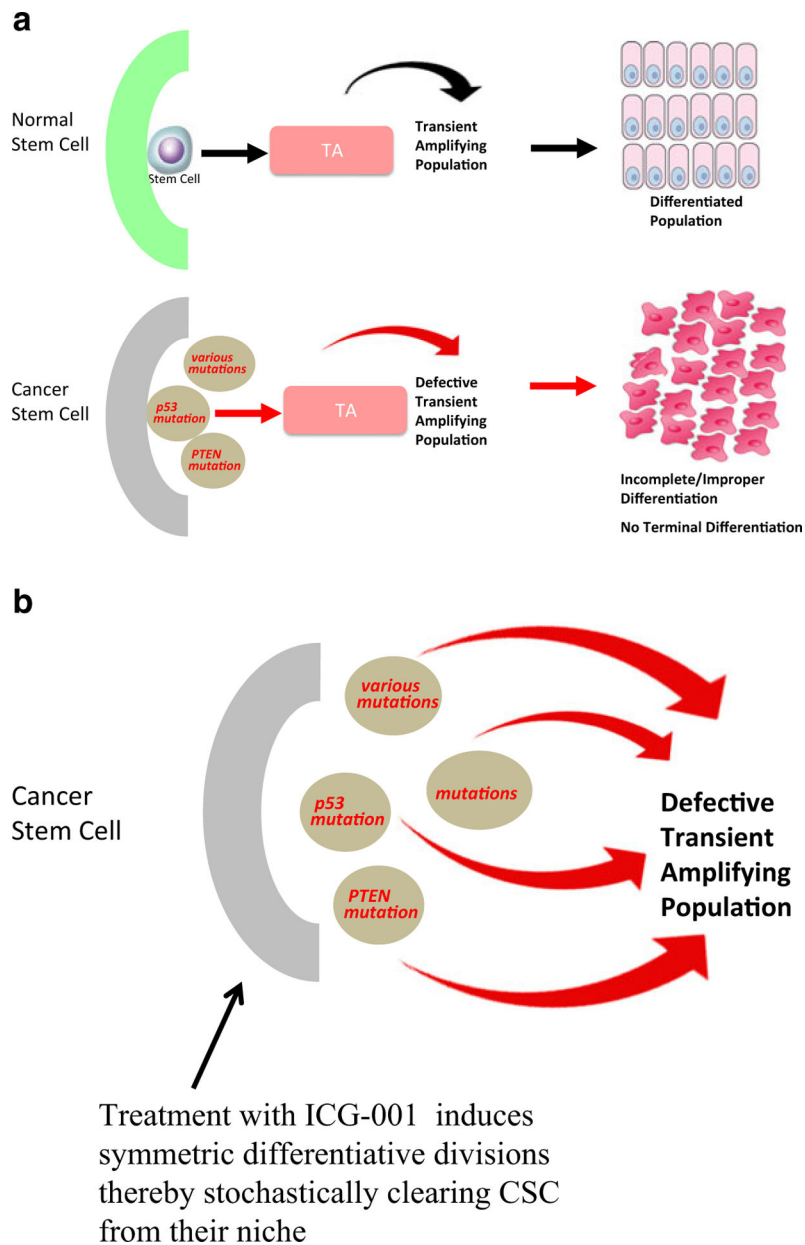 a
Normal
Stem Cell
Stem Cell
TA
Transient
Amplifying
Population
Differentiated
Population
Cancer
Stem Cell
various
mutations
p53
mutation
PTEN
mutation
TA
Defective
Transient
Amplifying
Population
Incomplete/Improper
Differentiation
No Terminal Differentiation
b
Cancer
Stem Cell
various
mutations
mutations
p53
mutation
PTEN
mutation
Defective
Transient
Amplifying
Population
Treatment with ICG-001 induces
symmetric differentiative divisions
thereby stochastically clearing CSC
from their niche